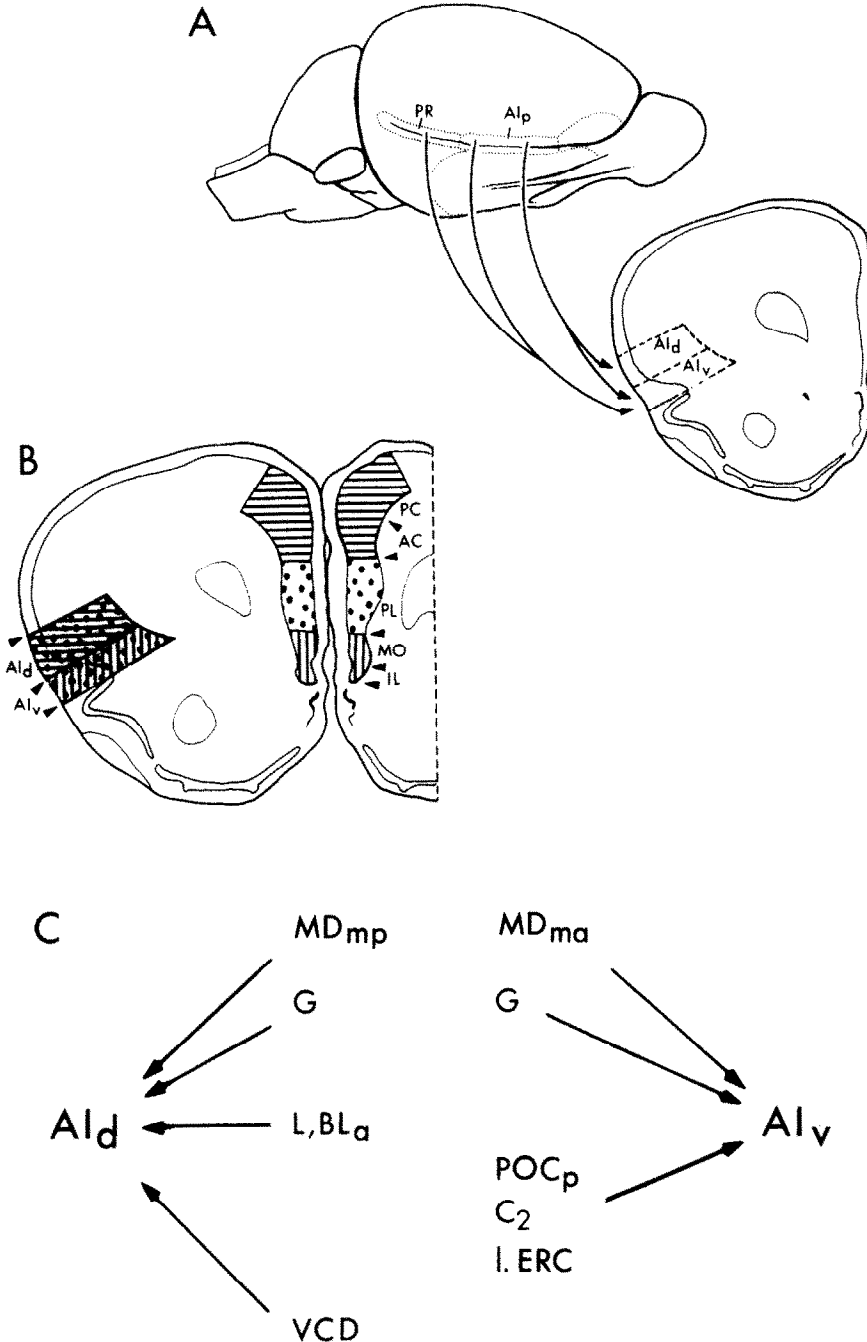 A
PR
AIp
AId
AIv
B
PC
AC
PL
MO
IL
AId
AIv
C
MDmp
MDma
G
G
AId
L,BLa
AIv
POCp
C2
l. ERC
VCD